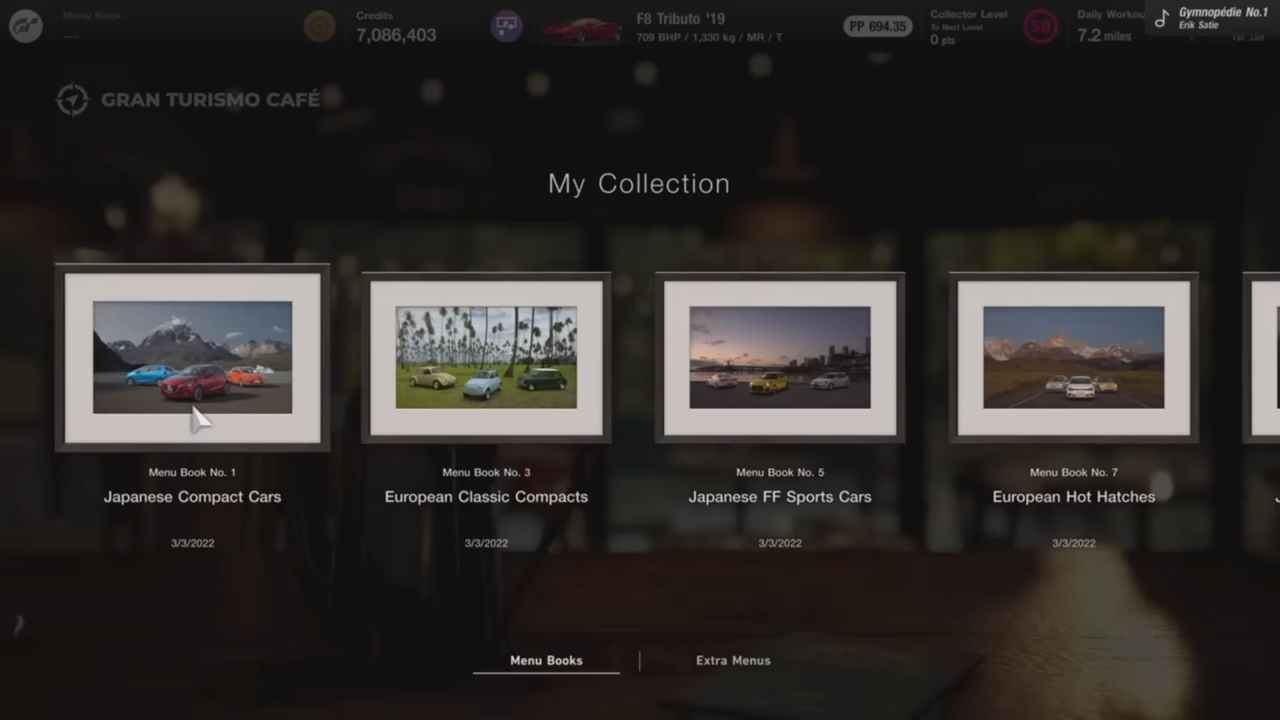 Menu Book
---
Credits
7,086,403
F8 Tributo '19
709 BHP / 1,330 kg / MR / T
PP 694.35
Collector Level
To Next Level
0 pts
50
Daily Workou
7.2 miles
Gymnopédie No.1
Erik Satie
GRAN TURISMO CAFÉ
My Collection
Menu Book No. 1
Japanese Compact Cars
3/3/2022
Menu Book No. 3
European Classic Compacts
3/3/2022
Menu Book No. 5
Japanese FF Sports Cars
3/3/2022
Menu Book No. 7
European Hot Hatches
3/3/2022
Menu Books
Extra Menus